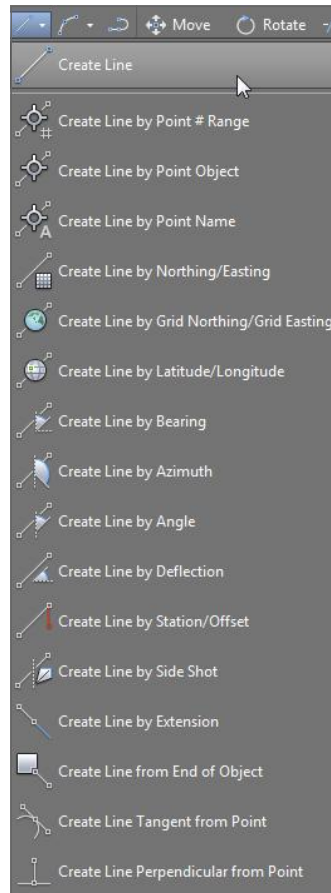 Move Rotate
Create Line
Create Line by Point # Range
Create Line by Point Object
Create Line by Point Name
Create Line by Northing/Easting
Create Line by Grid Northing/Grid Easting
Create Line by Latitude/Longitude
Create Line by Bearing
Create Line by Azimuth
Create Line by Angle
Create Line by Deflection
Create Line by Station/Offset
Create Line by Side Shot
Create Line by Extension
Create Line from End of Object
Create Line Tangent from Point
Create Line Perpendicular from Point